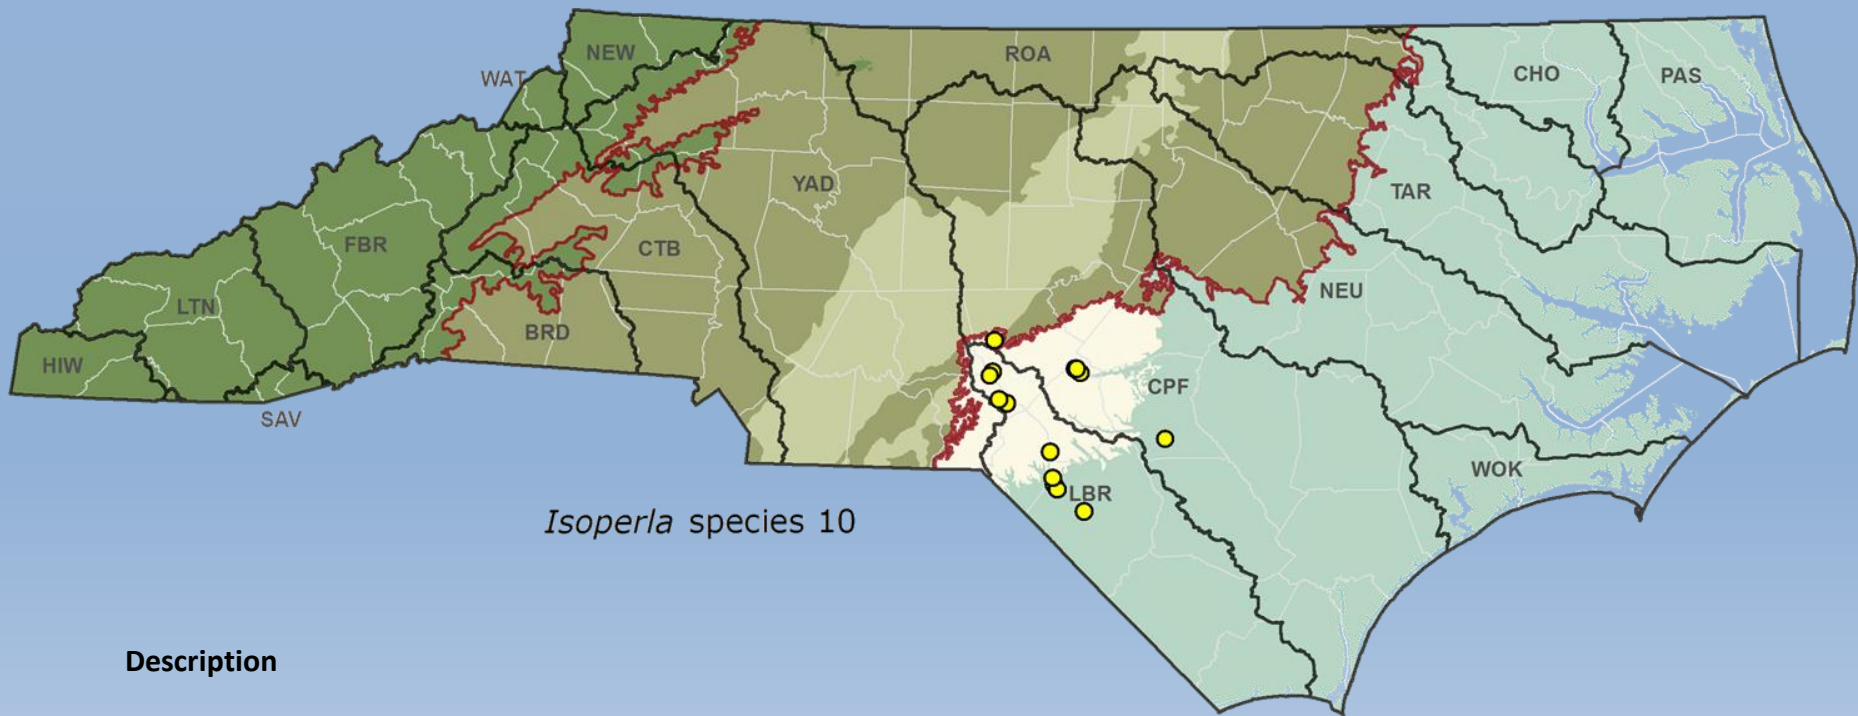 NEW
ROA
WAT
CHO
PAS
YAD
TAR
FBR
CTB
LTN
NEU
BRD
HIW
CPF
SAV
WOK
LBR
Isoperla species 10
Description